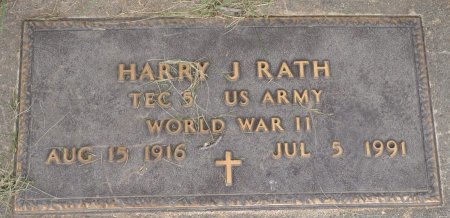 HARRY J RATH
TEC 5 US ARMY
WORLD WAR II
AUG 15 1916 JUL 5 1991